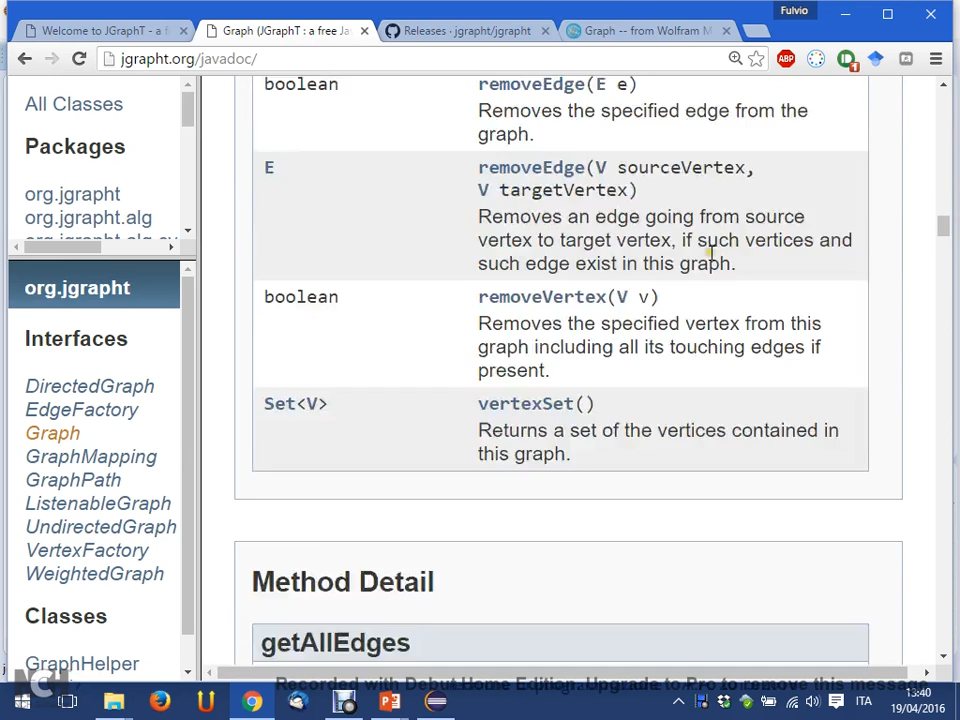 Fulvio
Welcome to JGraphT - a f
Graph (JGraphT : a free Ja
Releases · jgrapht/jgrapht
Graph -- from Wolfram M
jgrapht.org/javadoc/
ABP
1
All Classes
Packages
org.jgrapht
org.jgrapht.alg
org.jgrapht
Interfaces
DirectedGraph
EdgeFactory
Graph
GraphMapping
GraphPath
ListenableGraph
UndirectedGraph
VertexFactory
WeightedGraph
Classes
GraphHelper
boolean removeEdge(E e)
Removes the specified edge from the
graph.
E removeEdge(V sourceVertex,
V targetVertex)
Removes an edge going from source
vertex to target vertex, if such vertices and
such edge exist in this graph.
boolean removeVertex(V v)
Removes the specified vertex from this
graph including all its touching edges if
present.
Set<V> vertexSet()
Returns a set of the vertices contained in
this graph.
Method Detail
getAllEdges
NCH
Recorded with Debut Home Edition. Upgrade to Pro to remove this message
ITA
13:40
19/04/2016